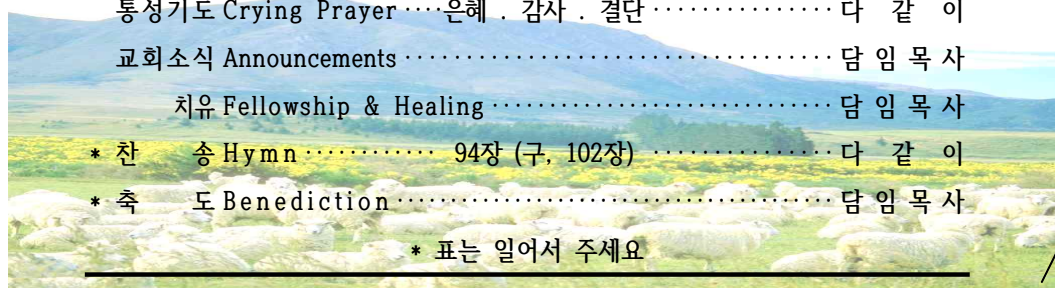 통성기도 Crying Prayer ····은혜 . 감사 . 결단 ··············· 다 같 이
교회소식 Announcements ·································· 담 임 목 사
치유 Fellowship & Healing ···························· 담 임 목 사
* 찬 송 Hymn ············ 94장 (구, 102장) ··············· 다 같 이
* 축 도 Benediction ···································· 담 임 목 사
* 표는 일어서 주세요